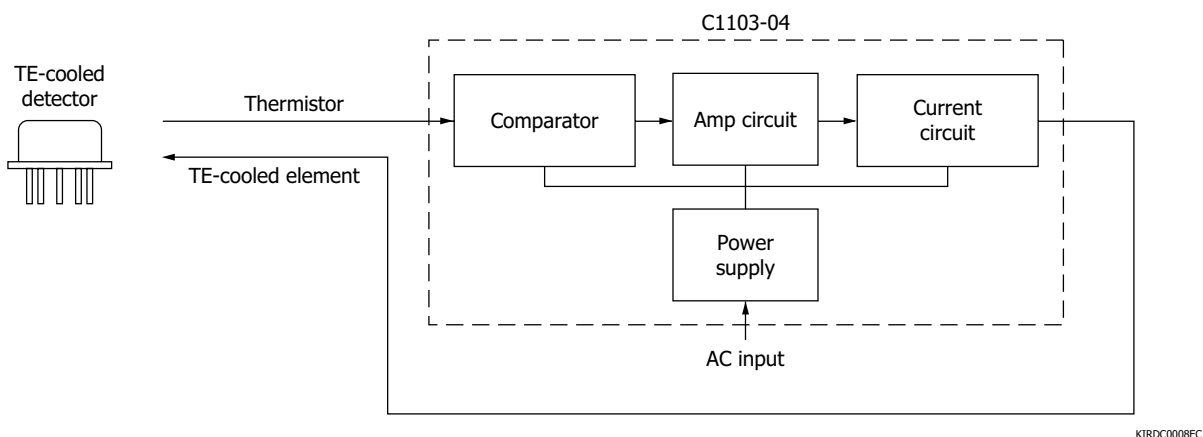 C1103-04
TE-cooled
detector
Thermistor
TE-cooled element
Comparator
Amp circuit
Current
circuit
Power
supply
AC input
KIRDC0008EC